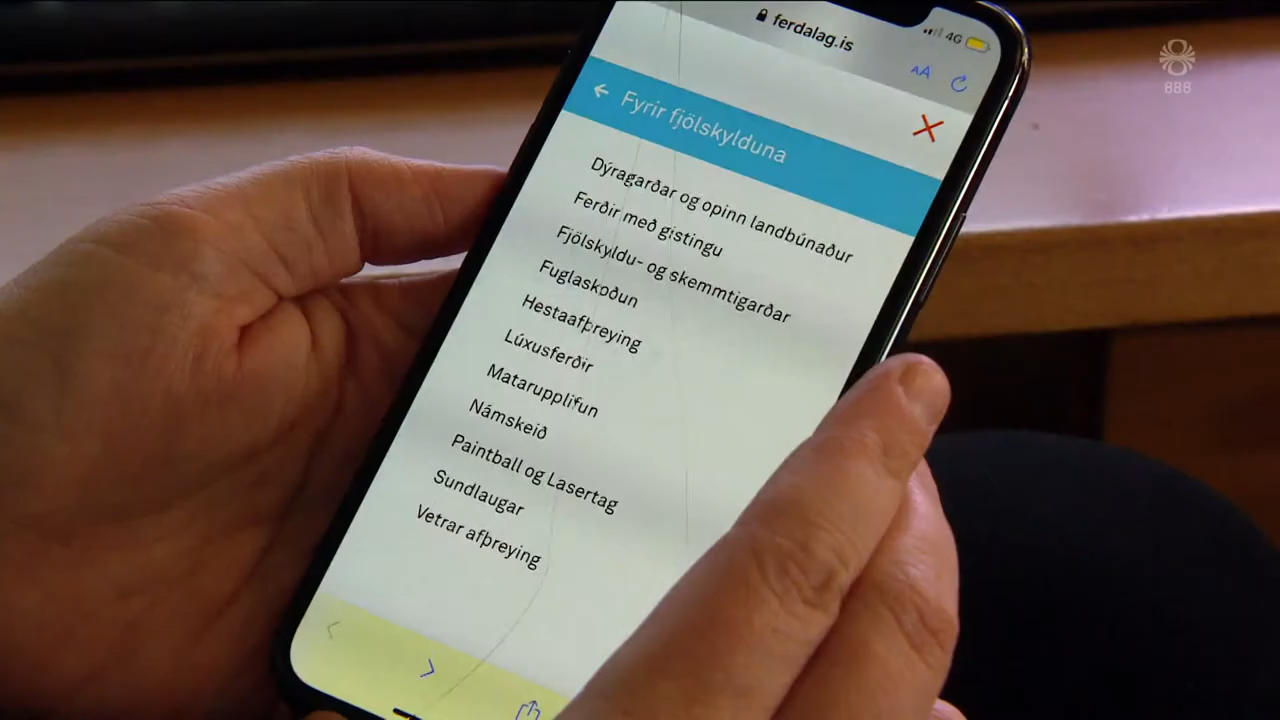 ferdalag.is
4G
888
AA
Fyrir fjölskylduna
Dýragarðar og opinn landbúnaður
Ferðir með gistingu
Fjölskyldu- og skemmtigarðar
Fuglaskoðun
Hestaafþreying
Lúxusferðir
Matarupplifun
Námskeið
Paintball og Lasertag
Sundlaugar
Vetrar afþreying